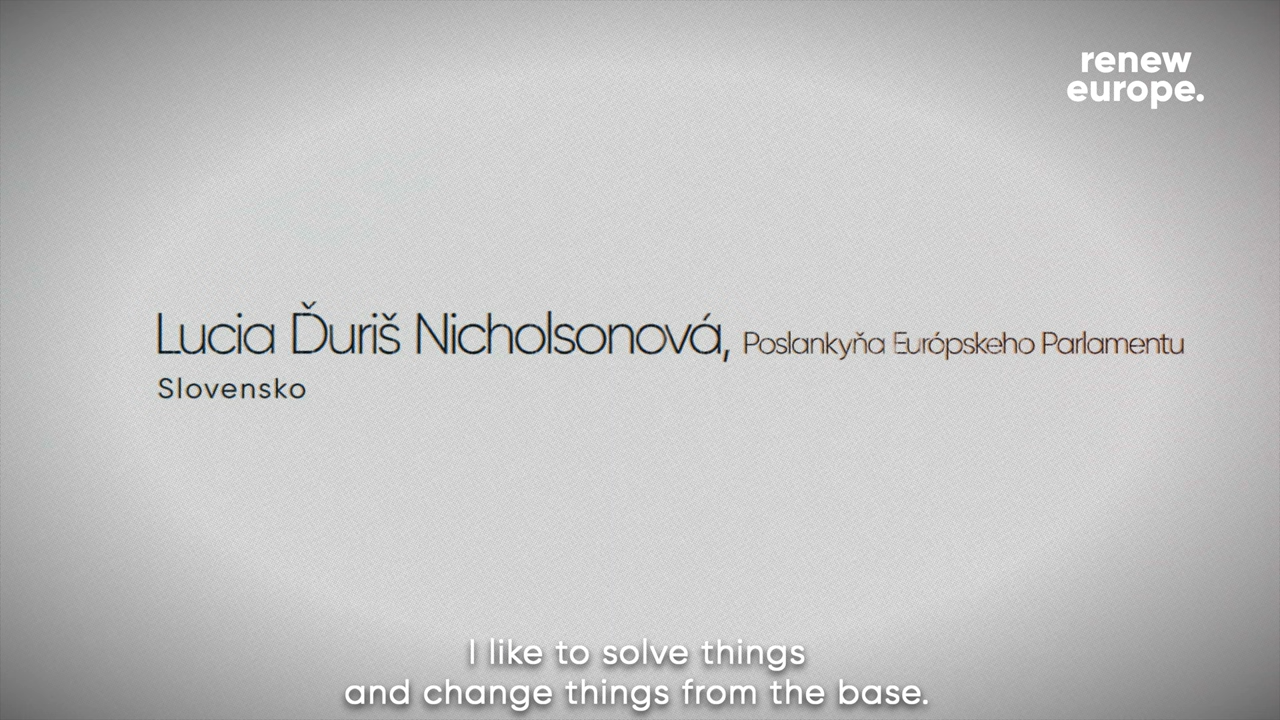 renew
europe.
Lucia Ďuriš Nicholsonová, Poslankyňa Európskeho Parlamentu
Slovensko
I like to solve things
and change things from the base.